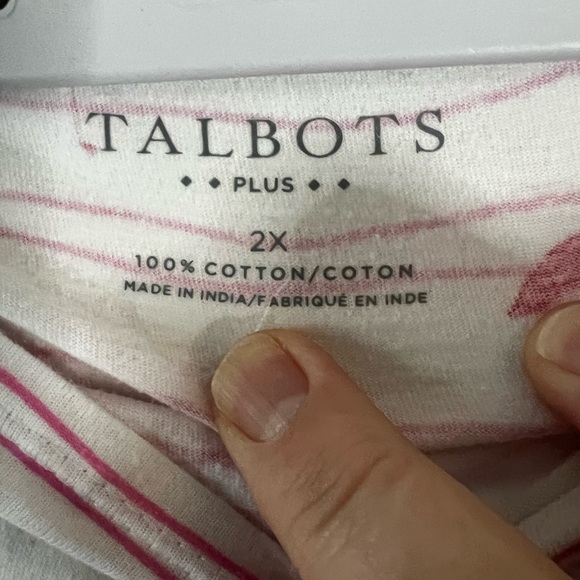 TALBOTS
◆ ◆ PLUS ◆ ◆
2X
100% COTTON/COTON
MADE IN INDIA/FABRIQUÉ EN INDE